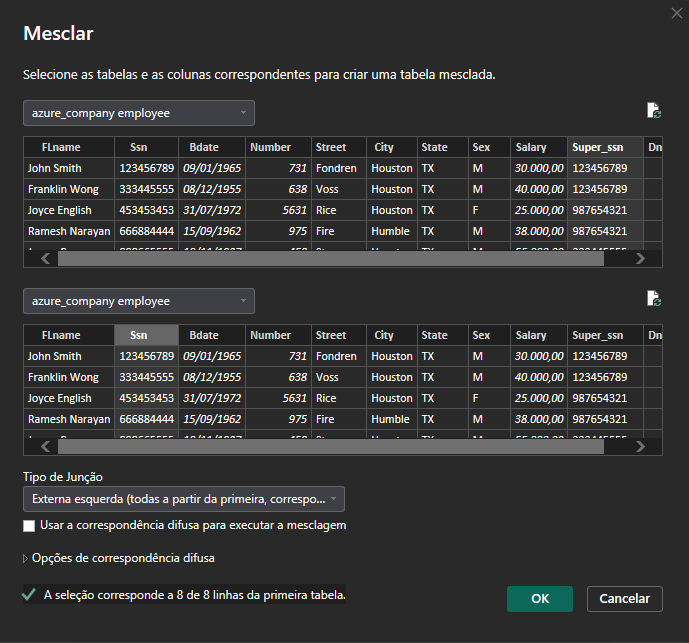 Mesclar
Selecione as tabelas e as colunas correspondentes para criar uma tabela mesclada.
azure_company employee
FLname Ssn Bdate Number Street City State Sex Salary Super_ssn Dn
John Smith 123456789 09/01/1965 731 Fondren Houston TX M 30.000,00 123456789
Franklin Wong 333445555 08/12/1955 638 Voss Houston TX M 40.000,00 123456789
Joyce English 453453453 31/07/1972 5631 Rice Houston TX F 25.000,00 987654321
Ramesh Narayan 666884444 15/09/1962 975 Fire Humble TX M 38.000,00 987654321
azure_company employee
FLname Ssn Bdate Number Street City State Sex Salary Super_ssn Dn
John Smith 123456789 09/01/1965 731 Fondren Houston TX M 30.000,00 123456789
Franklin Wong 333445555 08/12/1955 638 Voss Houston TX M 40.000,00 123456789
Joyce English 453453453 31/07/1972 5631 Rice Houston TX F 25.000,00 987654321
Ramesh Narayan 666884444 15/09/1962 975 Fire Humble TX M 38.000,00 987654321
Tipo de Junção
Externa esquerda (todas a partir da primeira, correspo...
Usar a correspondência difusa para executar a mesclagem
Opções de correspondência difusa
A seleção corresponde a 8 de 8 linhas da primeira tabela.
OK Cancelar